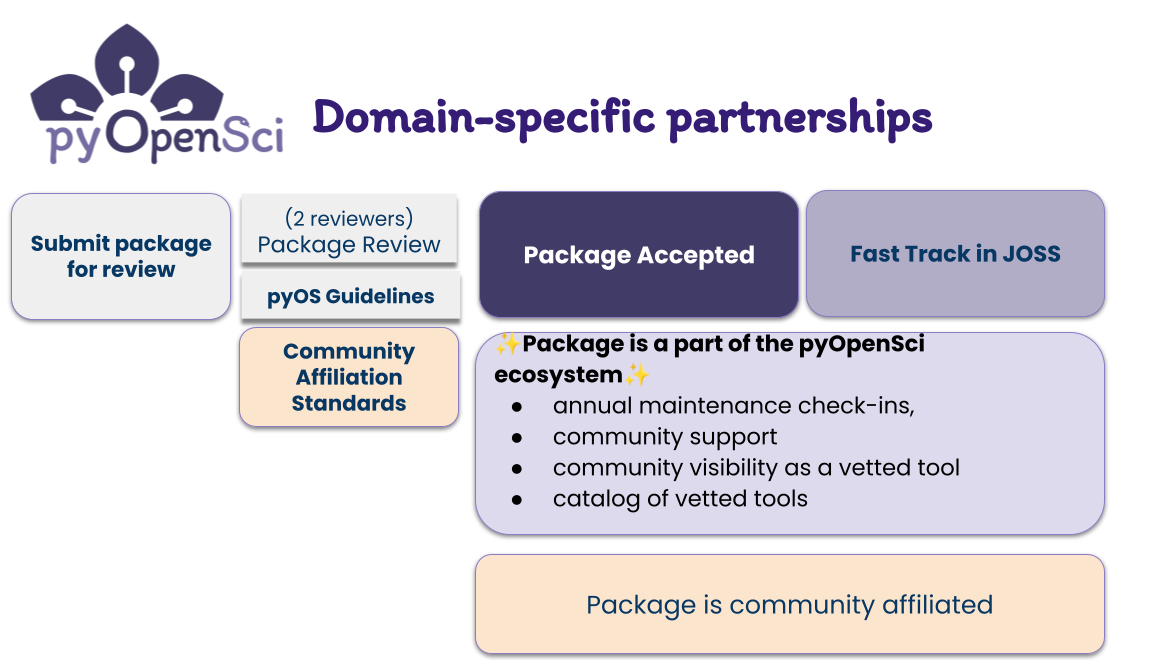 pyOpenSci
Domain-specific partnerships
Submit package
for review
(2 reviewers)
Package Review
pyOS Guidelines
Community
Affiliation
Standards
Package Accepted
Fast Track in JOSS
✨Package is a part of the pyOpenSci
ecosystem✨
● annual maintenance check-ins,
● community support
● community visibility as a vetted tool
● catalog of vetted tools
Package is community affiliated